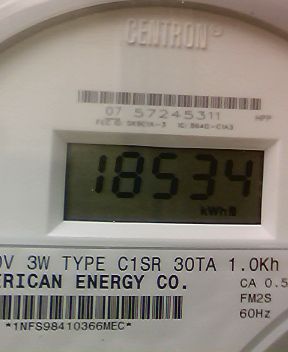 CENTRON®
07 57245311 HPP
18534
kWh
V 3W TYPE C1SR 30TA 1.0Kh
ERICAN ENERGY CO. CA 0.5
FM2S
60Hz
*1NFS98410366MEC*